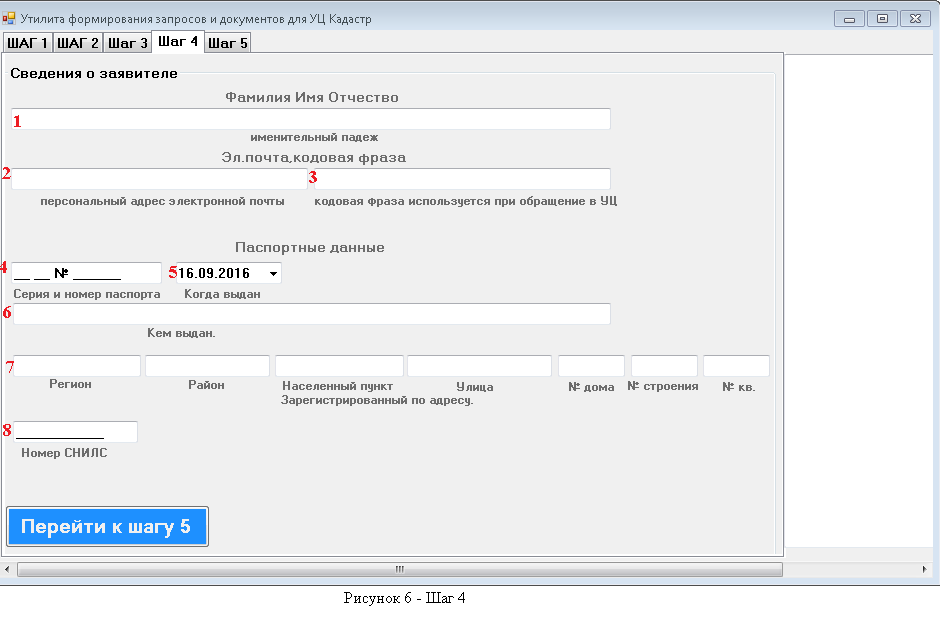 Утилита формирования запросов и документов для УЦ Кадастр
ШАГ 1 ШАГ 2 Шаг 3 Шаг 4 Шаг 5
Сведения о заявителе
Фамилия Имя Отчество
1
именительный падеж
Эл.почта,кодовая фраза
2 3
персональный адрес электронной почты кодовая фраза используется при обращение в УЦ
Паспортные данные
4 __ __ № ______ 5 16.09.2016
Серия и номер паспорта Когда выдан
6
Кем выдан.
7
Регион Район Населенный пункт Улица № дома № строения № кв.
Зарегистрированный по адресу.
8 ___________
Номер СНИЛС
Перейти к шагу 5
Рисунок 6 - Шаг 4